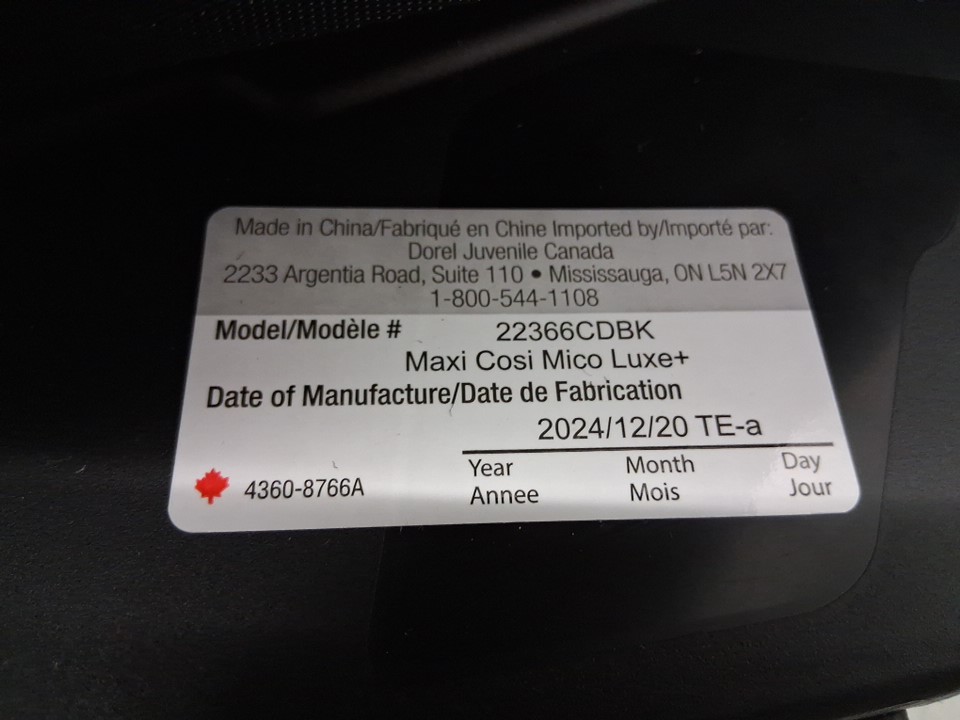 Made in China/Fabriqué en Chine Imported by/Importé par:
Dorel Juvenile Canada
2233 Argentia Road, Suite 110 • Mississauga, ON L5N 2X7
1-800-544-1108
Model/Modèle # 22366CDBK
Maxi Cosi Mico Luxe+
Date of Manufacture/Date de Fabrication
2024/12/20 TE-a
Year Month Day
4360-8766A Annee Mois Jour